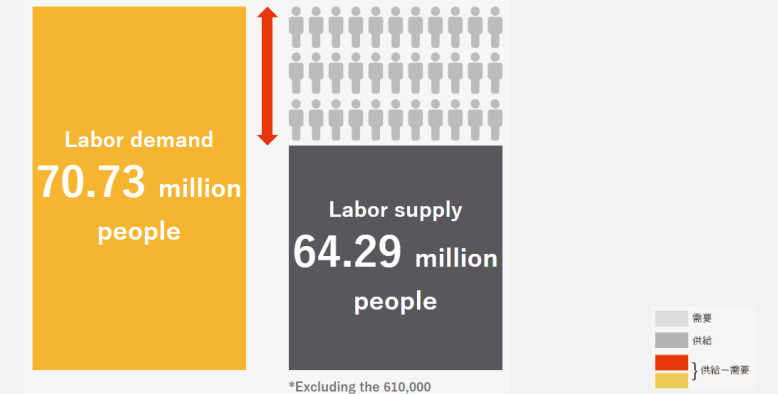 Labor demand
70.73 million
people
Labor supply
64.29 million
people
*Excluding the 610,000
需要
供給
供給ー需要